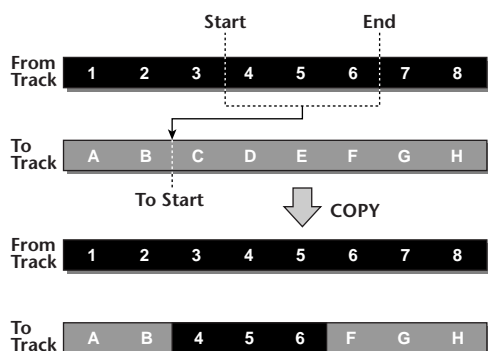 Start End
From Track 1 2 3 4 5 6 7 8
To Track A B C D E F G H
To Start
COPY
From Track 1 2 3 4 5 6 7 8
To Track A B 4 5 6 F G H